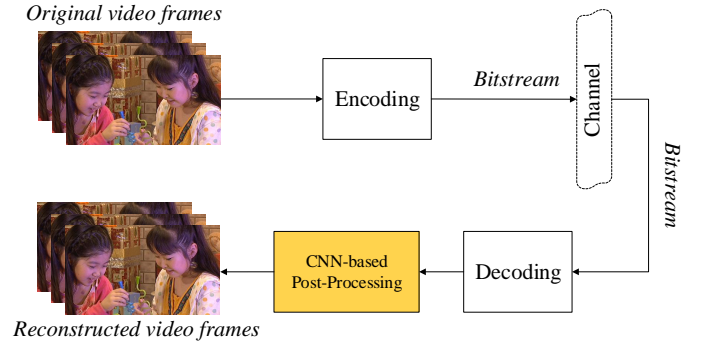 Original video frames
Encoding
Bitstream
Channel
Bitstream
CNN-based
Post-Processing
Decoding
Reconstructed video frames